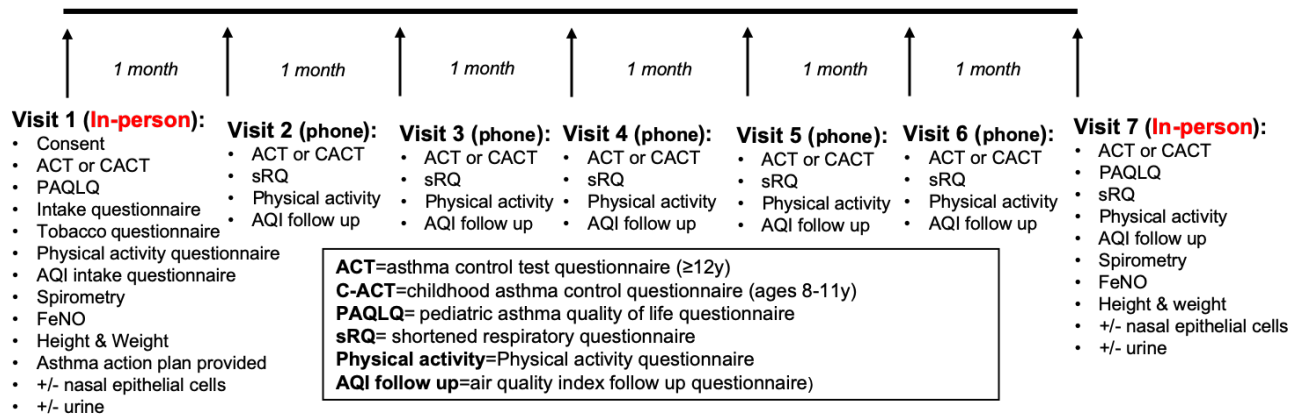 1 month
1 month
1 month
1 month
1 month
1 month
Visit 1 (In-person):
• Consent
• ACT or CACT
• PAQLQ
• Intake questionnaire
• Tobacco questionnaire
• Physical activity questionnaire
• AQI intake questionnaire
• Spirometry
• FeNO
• Height & Weight
• Asthma action plan provided
• +/- nasal epithelial cells
• +/- urine
Visit 2 (phone):
• ACT or CACT
• sRQ
• Physical activity
• AQI follow up
Visit 3 (phone):
• ACT or CACT
• sRQ
• Physical activity
• AQI follow up
Visit 4 (phone):
• ACT or CACT
• sRQ
• Physical activity
• AQI follow up
Visit 5 (phone):
• ACT or CACT
• sRQ
• Physical activity
• AQI follow up
Visit 6 (phone):
• ACT or CACT
• sRQ
• Physical activity
• AQI follow up
Visit 7 (In-person):
• ACT or CACT
• PAQLQ
• sRQ
• Physical activity
• AQI follow up
• Spirometry
• FeNO
• Height & weight
• +/- nasal epithelial cells
• +/- urine
ACT=asthma control test questionnaire (≥12y)
C-ACT=childhood asthma control questionnaire (ages 8-11y)
PAQLQ= pediatric asthma quality of life questionnaire
sRQ= shortened respiratory questionnaire
Physical activity=Physical activity questionnaire
AQI follow up=air quality index follow up questionnaire)